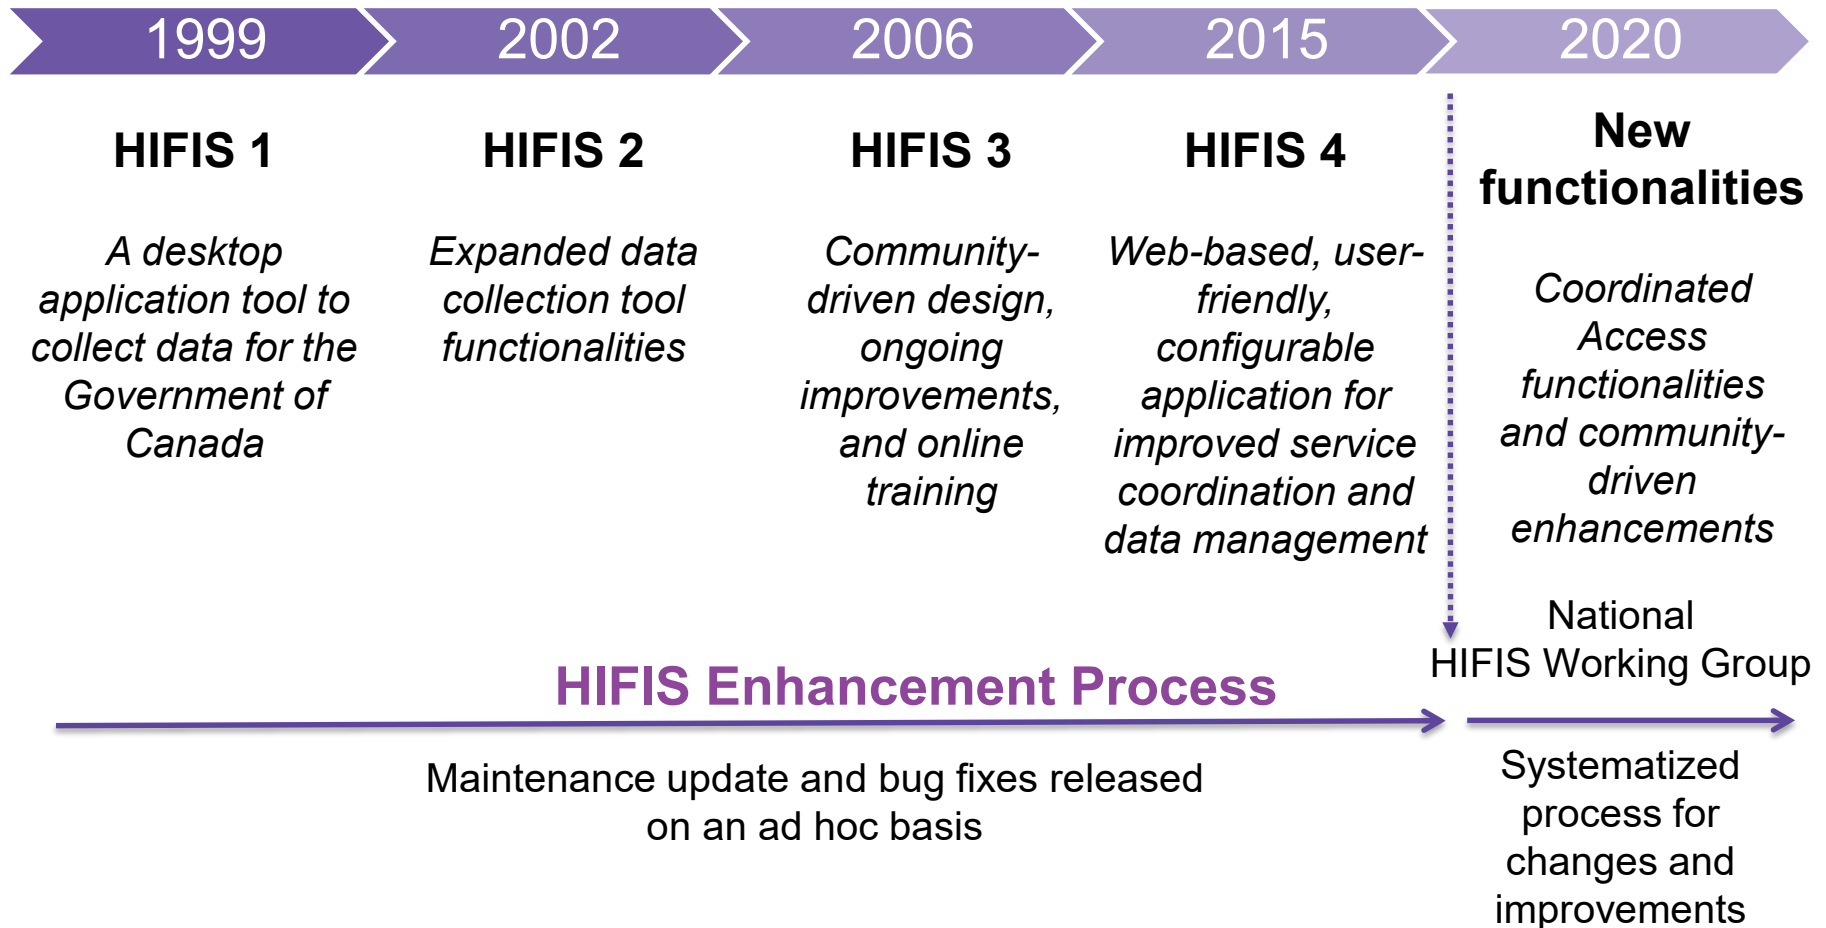 1999
2002
2006
2015
2020
HIFIS 1
A desktop
application tool to
collect data for the
Government of
Canada
HIFIS 2
Expanded data
collection tool
functionalities
HIFIS 3
Community-
driven design,
ongoing
improvements,
and online
training
HIFIS 4
Web-based, user-
friendly,
configurable
application for
improved service
coordination and
data management
New
functionalities
Coordinated
Access
functionalities
and community-
driven
enhancements
National
HIFIS Working Group
HIFIS Enhancement Process
Maintenance update and bug fixes released
on an ad hoc basis
Systematized
process for
changes and
improvements